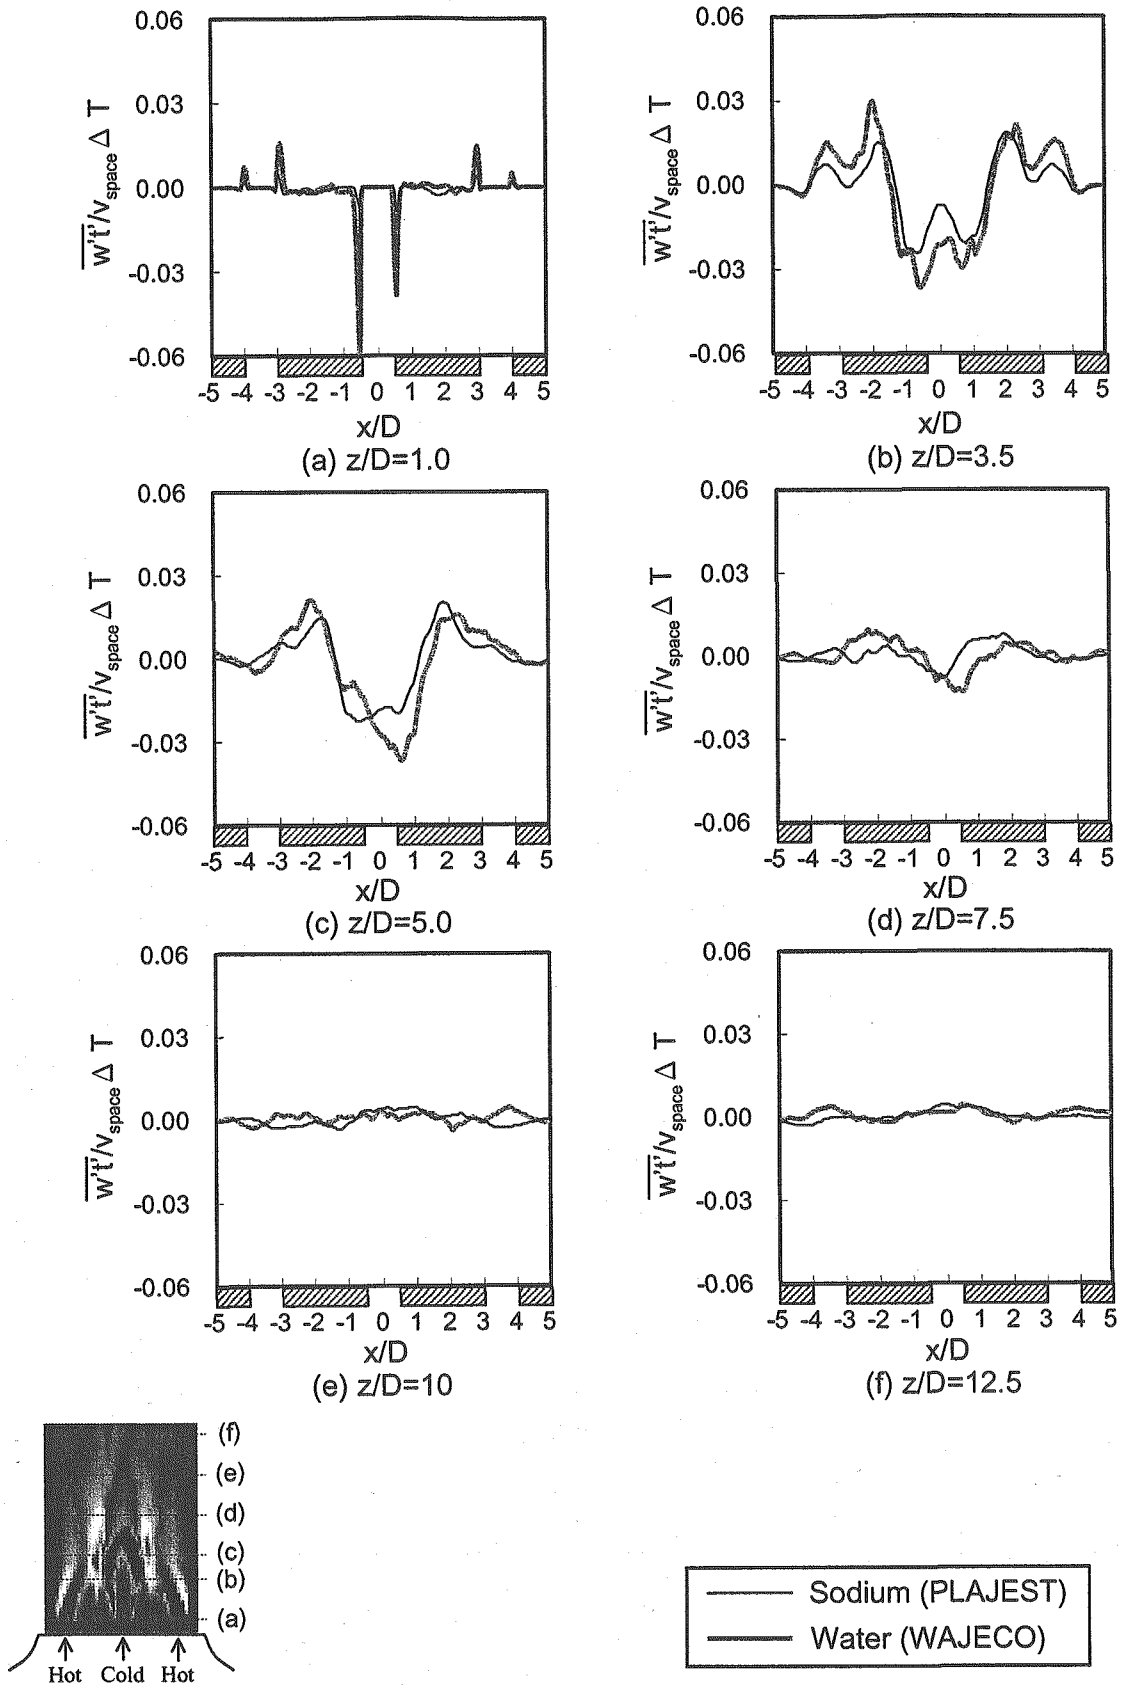 0.06
0.03
0.00
-0.03
-0.06
w't'/v_space Δ T
-5 -4 -3 -2 -1 0 1 2 3 4 5
x/D
(a) z/D=1.0
0.06
0.03
0.00
-0.03
-0.06
w't'/v_space Δ T
-5 -4 -3 -2 -1 0 1 2 3 4 5
x/D
(b) z/D=3.5
0.06
0.03
0.00
-0.03
-0.06
w't'/v_space Δ T
-5 -4 -3 -2 -1 0 1 2 3 4 5
x/D
(c) z/D=5.0
0.06
0.03
0.00
-0.03
-0.06
w't'/v_space Δ T
-5 -4 -3 -2 -1 0 1 2 3 4 5
x/D
(d) z/D=7.5
0.06
0.03
0.00
-0.03
-0.06
w't'/v_space Δ T
-5 -4 -3 -2 -1 0 1 2 3 4 5
x/D
(e) z/D=10
0.06
0.03
0.00
-0.03
-0.06
w't'/v_space Δ T
-5 -4 -3 -2 -1 0 1 2 3 4 5
x/D
(f) z/D=12.5
(f)
(e)
(d)
(c)
(b)
(a)
Hot Cold Hot
Sodium (PLAJEST)
Water (WAJECO)